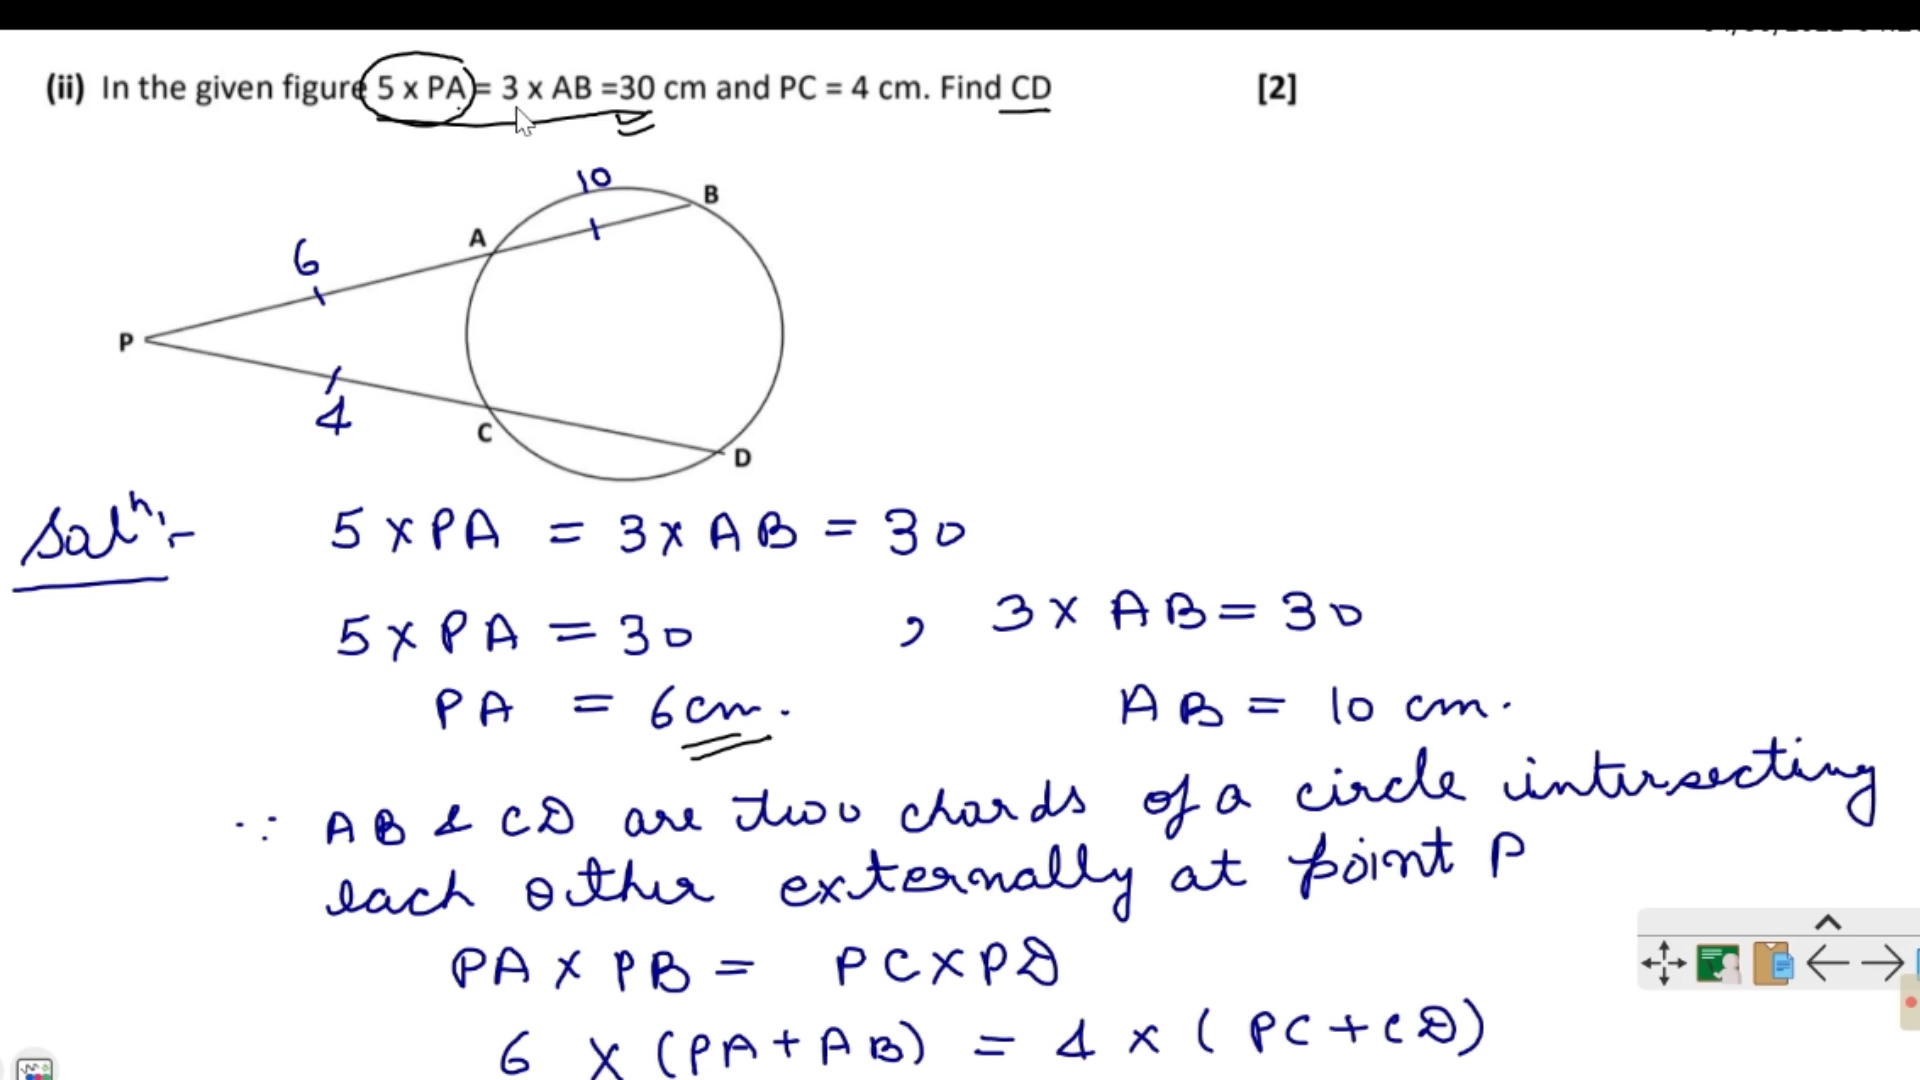 (ii) In the given figure 5 x PA = 3 x AB =30 cm and PC = 4 cm. Find CD [2]
10
B
A
6
P
4
C
D
Solⁿ:-
5 × PA = 3 × AB = 30
5 × PA = 30 , 3 × AB = 30
PA = 6 cm. AB = 10 cm.
∵ AB & CD are two chords of a circle intersecting
each other externally at point P
PA × PB = PC × PD
6 × (PA + AB) = 4 × (PC + CD)